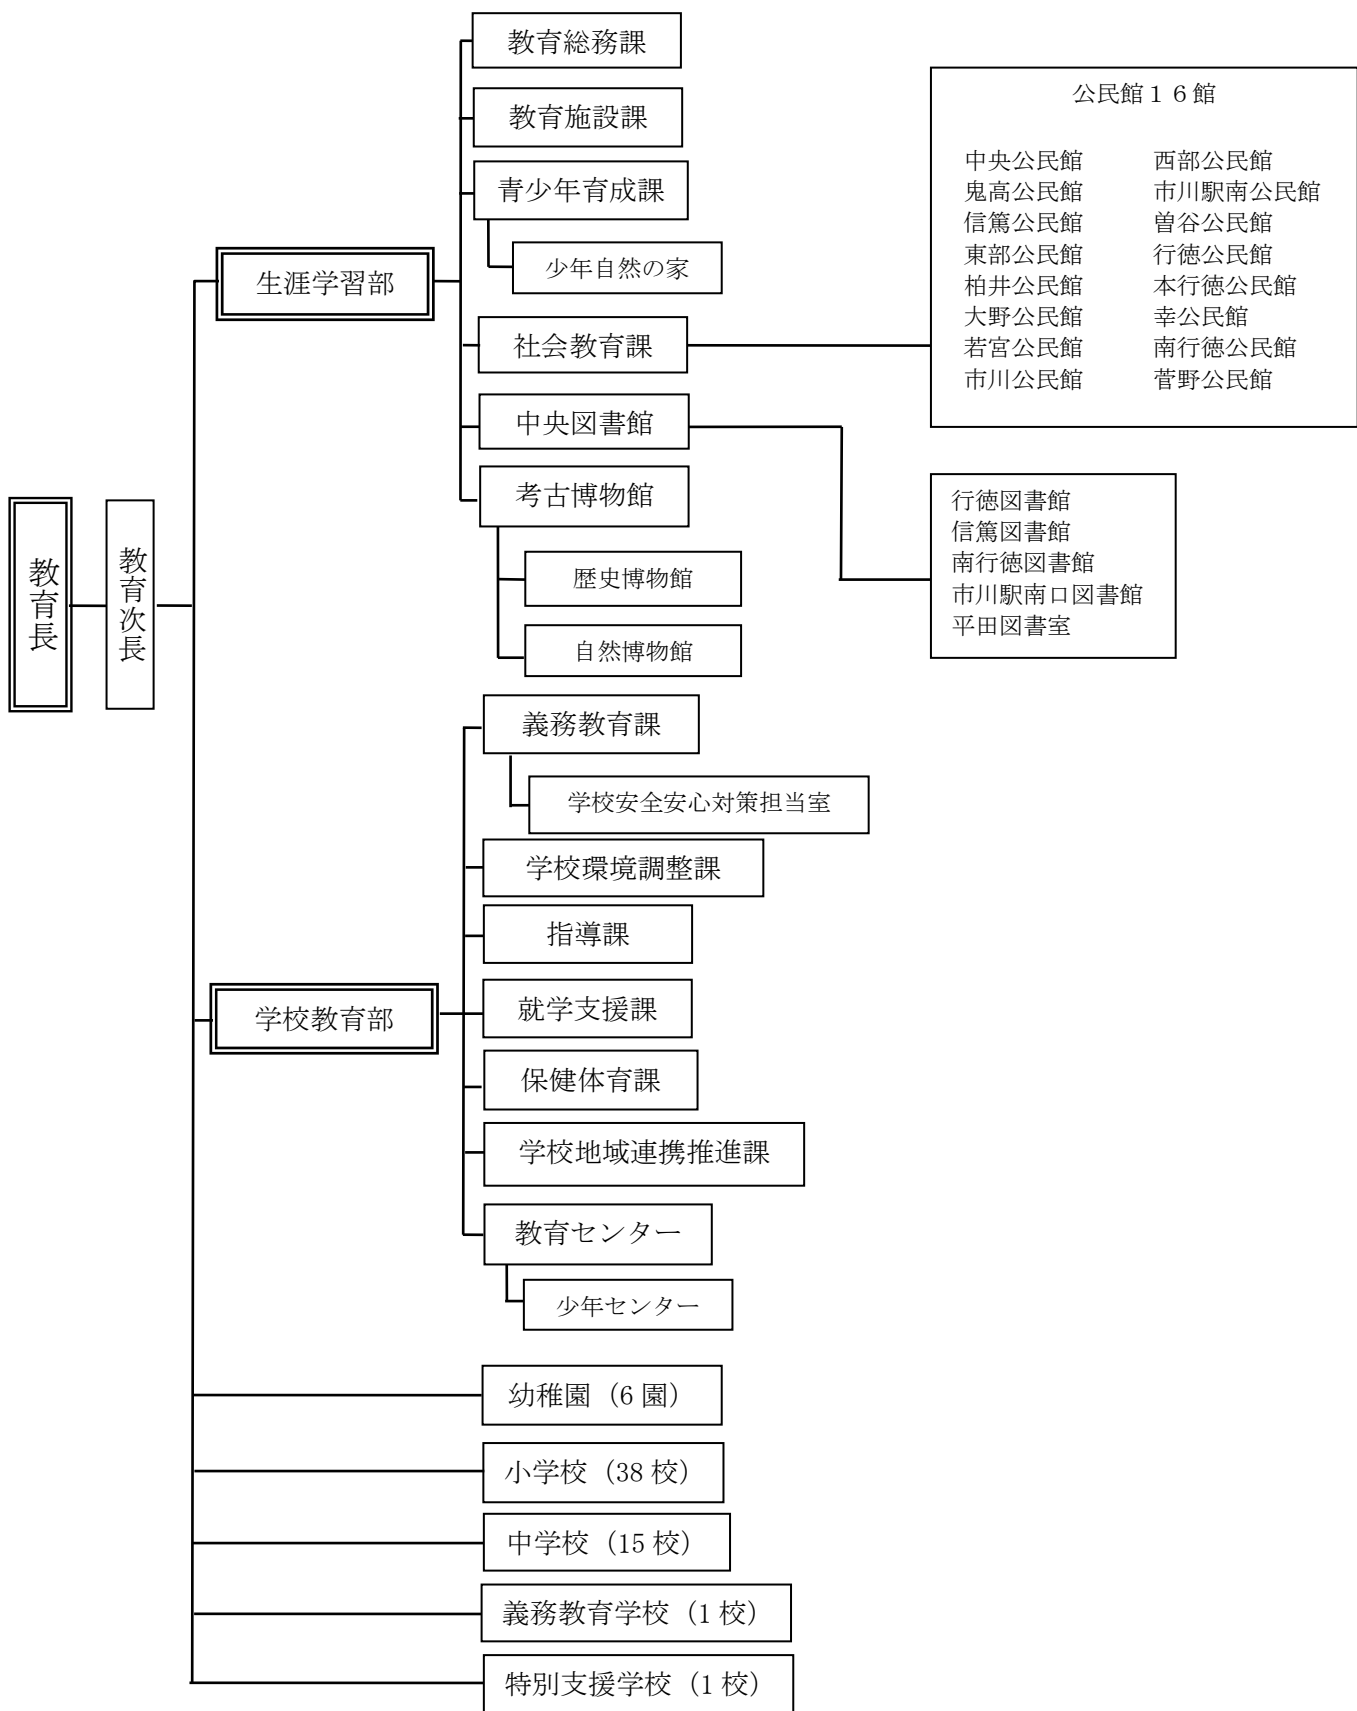 教育長
教育次長
生涯学習部
教育総務課
教育施設課
青少年育成課
少年自然の家
社会教育課
公民館１６館
中央公民館 西部公民館
鬼高公民館 市川駅南公民館
信篤公民館 曽谷公民館
東部公民館 行徳公民館
柏井公民館 本行徳公民館
大野公民館 幸公民館
若宮公民館 南行徳公民館
市川公民館 菅野公民館
中央図書館
行徳図書館
信篤図書館
南行徳図書館
市川駅南口図書館
平田図書室
考古博物館
歴史博物館
自然博物館
学校教育部
義務教育課
学校安全安心対策担当室
学校環境調整課
指導課
就学支援課
保健体育課
学校地域連携推進課
教育センター
少年センター
幼稚園（6 園）
小学校（38 校）
中学校（15 校）
義務教育学校（1 校）
特別支援学校（1 校）